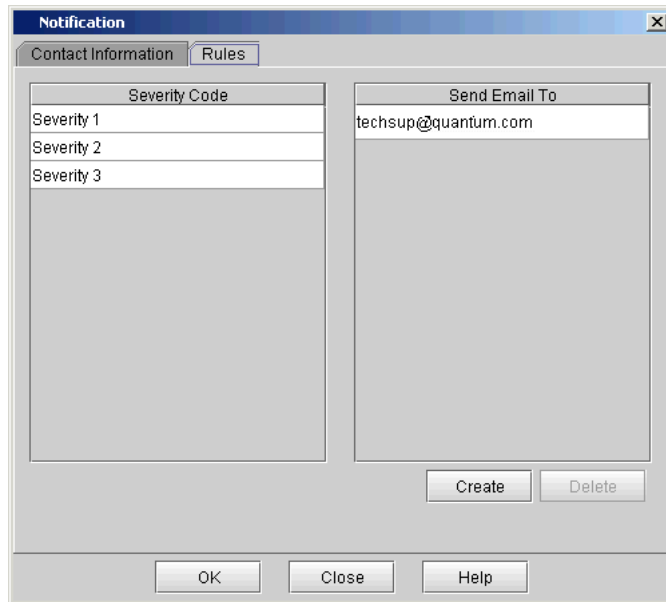 Notification
Contact Information Rules
Severity Code
Severity 1
Severity 2
Severity 3
Send Email To
techsup@quantum.com
Create Delete
OK Close Help